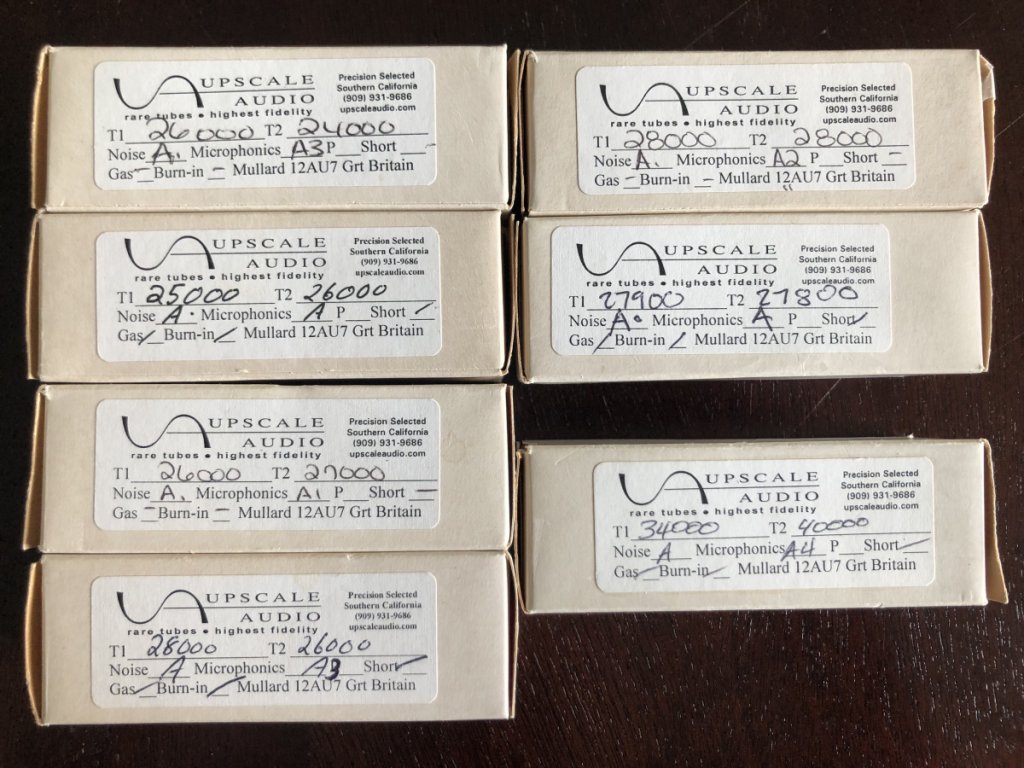 UPSCALE
AUDIO
rare tubes • highest fidelity
Precision Selected
Southern California
(909) 931-9686
upscaleaudio.com
T1 26000 T2 24000
Noise A. Microphonics A3 P Short -
Gas - Burn-in - Mullard 12AU7 Grt Britain
UPSCALE
AUDIO
rare tubes • highest fidelity
Precision Selected
Southern California
(909) 931-9686
upscaleaudio.com
T1 25000 T2 26000
Noise A. Microphonics A P Short /
Gas / Burn-in / Mullard 12AU7 Grt Britain
UPSCALE
AUDIO
rare tubes • highest fidelity
Precision Selected
Southern California
(909) 931-9686
upscaleaudio.com
T1 26000 T2 27000
Noise A. Microphonics A1 P Short -
Gas - Burn-in - Mullard 12AU7 Grt Britain
UPSCALE
AUDIO
rare tubes • highest fidelity
Precision Selected
Southern California
(909) 931-9686
upscaleaudio.com
T1 28000 T2 26000
Noise A Microphonics A3 Short /
Gas / Burn-in / Mullard 12AU7 Grt Britain
UPSCALE
AUDIO
rare tubes • highest fidelity
Precision Selected
Southern California
(909) 931-9686
upscaleaudio.com
T1 28000 T2 28000
Noise A. Microphonics A2 P Short -
Gas - Burn-in - Mullard 12AU7 Grt Britain
"
UPSCALE
AUDIO
rare tubes • highest fidelity
Precision Selected
Southern California
(909) 931-9686
upscaleaudio.com
T1 27900 T2 27800
Noise A. Microphonics A P Short /
Gas / Burn-in / Mullard 12AU7 Grt Britain
UPSCALE
AUDIO
rare tubes • highest fidelity
Precision Selected
Southern California
(909) 931-9686
upscaleaudio.com
T1 34000 T2 40000
Noise A Microphonics A4 P Short /
Gas / Burn-in / Mullard 12AU7 Grt Britain